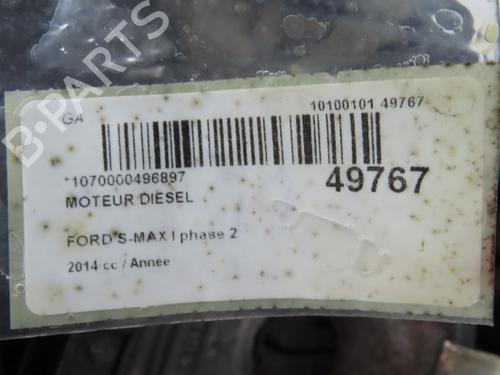 B-PARTS
GA
10100101 49767
*1070000496897
49767
MOTEUR DIESEL
FORD S-MAX I phase 2
2014 cc / Année